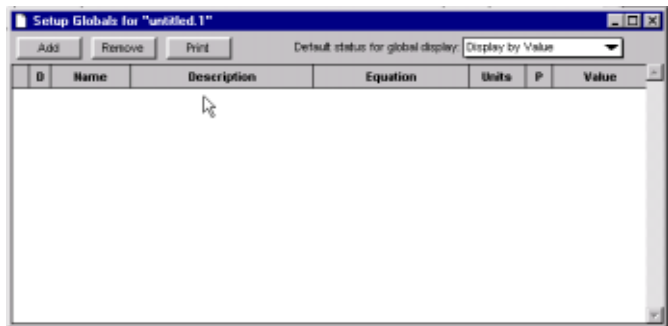 Setup Globals for "untitled.1"
Add Remove Print Default status for global display: Display by Value
D Name Description Equation Units P Value